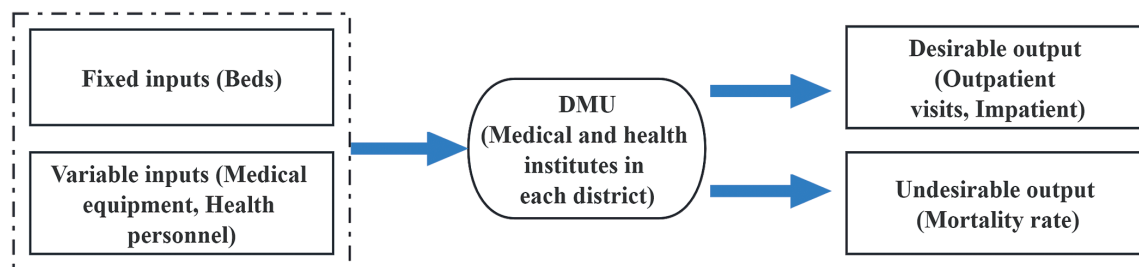 Fixed inputs (Beds)
Variable inputs (Medical
equipment, Health
personnel)
DMU
(Medical and health
institutes in
each district)
Desirable output
(Outpatient
visits, Impatient)
Undesirable output
(Mortality rate)